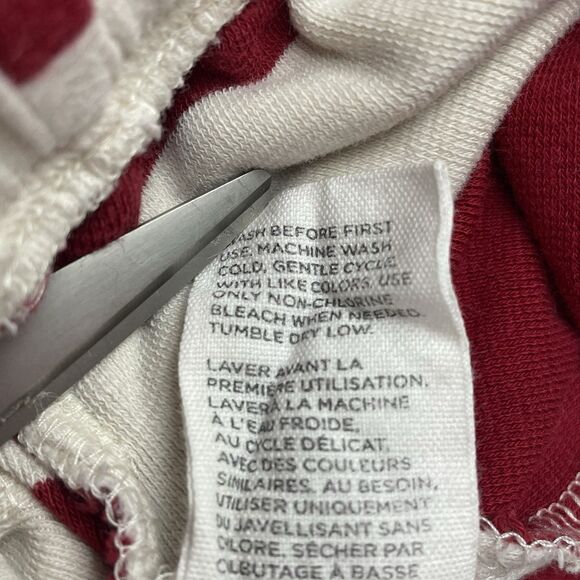 WASH BEFORE FIRST
USE. MACHINE WASH
COLD, GENTLE CYCLE
WITH LIKE COLORS. USE
ONLY NON-CHLORINE
BLEACH WHEN NEEDED.
TUMBLE DRY LOW.
LAVER AVANT LA
PREMIÈRE UTILISATION.
LAVER À LA MACHINE
À L'EAU FROIDE,
AU CYCLE DÉLICAT,
AVEC DES COULEURS
SIMILAIRES. AU BESOIN,
UTILISER UNIQUEMENT
DU JAVELLISANT SANS
CHLORE. SÉCHER PAR
CULBUTAGE À BASSE